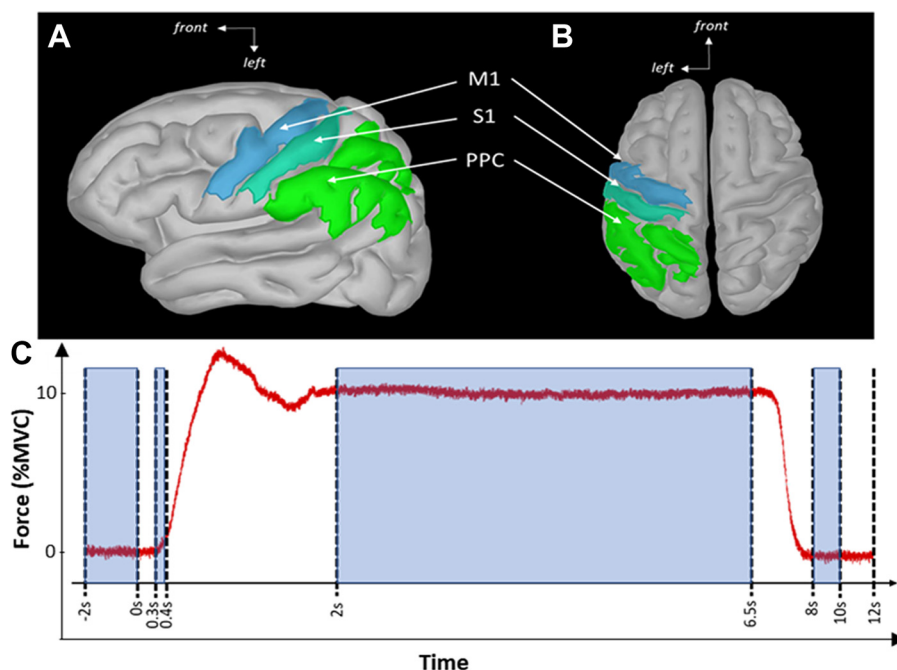 A
front
left
B
front
left
M1
S1
PPC
C
Force (%MVC)
10
0
-2s
0s
0.3s
0.4s
2s
6.5s
8s
10s
12s
Time